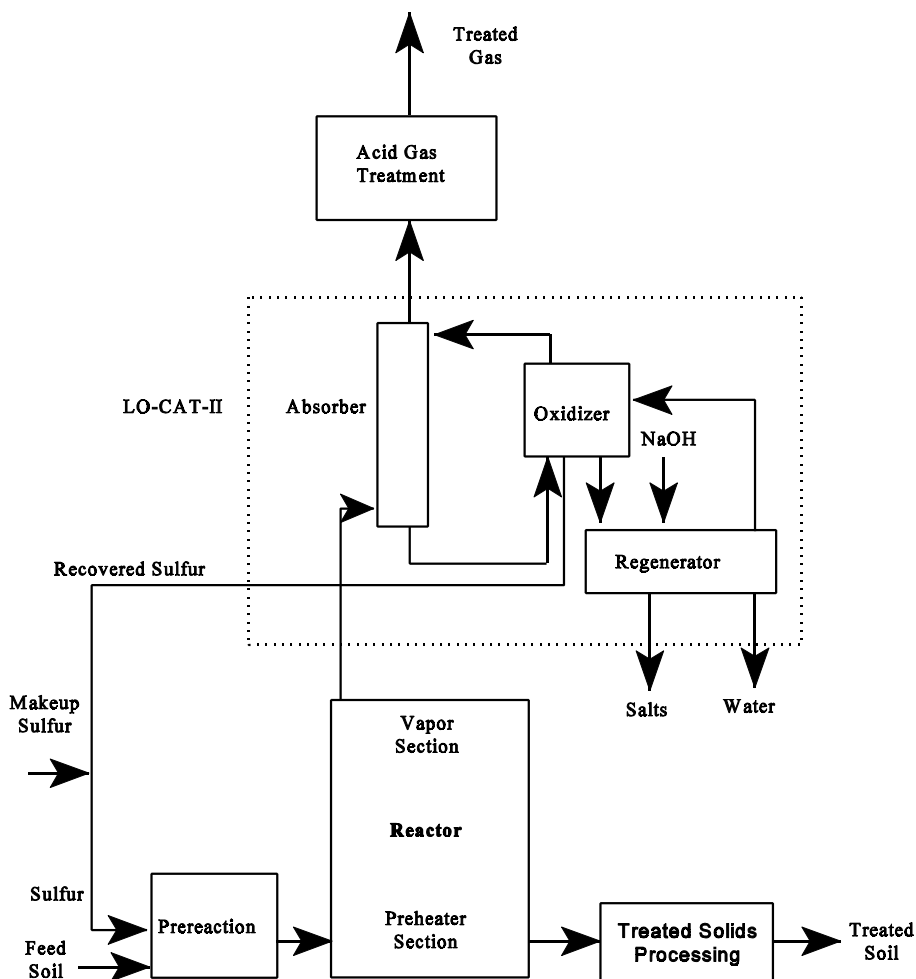 Treated
Gas
Acid Gas
Treatment
LO-CAT-II
Absorber
Oxidizer
NaOH
Regenerator
Recovered Sulfur
Salts
Water
Makeup
Sulfur
Vapor
Section
Reactor
Sulfur
Prereaction
Preheater
Section
Feed
Soil
Treated Solids
Processing
Treated
Soil